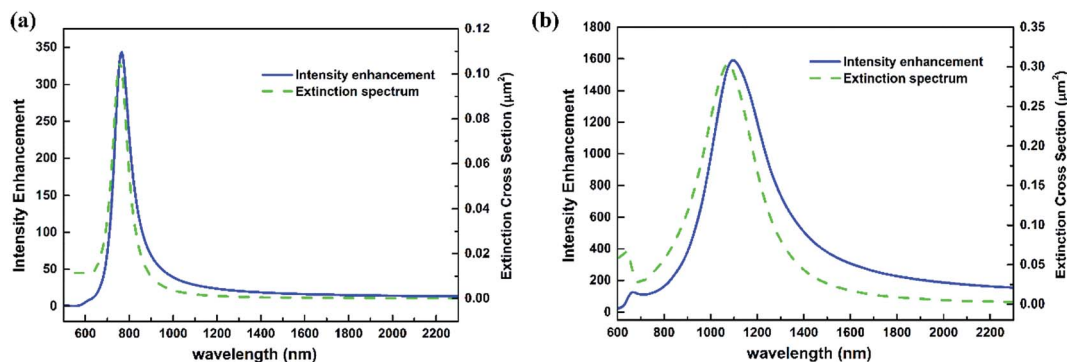 (a)
350
300
250
200
150
100
50
0
Intensity Enhancement
Intensity enhancement
Extinction spectrum
0.12
0.10
0.08
0.06
0.04
0.02
0.00
Extinction Cross Section (μm²)
600 800 1000 1200 1400 1600 1800 2000 2200
wavelength (nm)
(b)
1800
1600
1400
1200
1000
800
600
400
200
0
Intensity Enhancement
Intensity enhancement
Extinction spectrum
0.35
0.30
0.25
0.20
0.15
0.10
0.05
0.00
Extinction Cross Section (μm²)
600 800 1000 1200 1400 1600 1800 2000 2200
wavelength (nm)